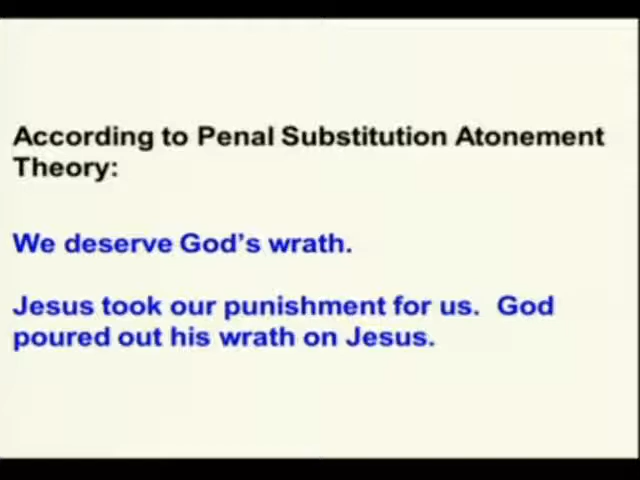 According to Penal Substitution Atonement
Theory:
We deserve God's wrath.
Jesus took our punishment for us.  God
poured out his wrath on Jesus.